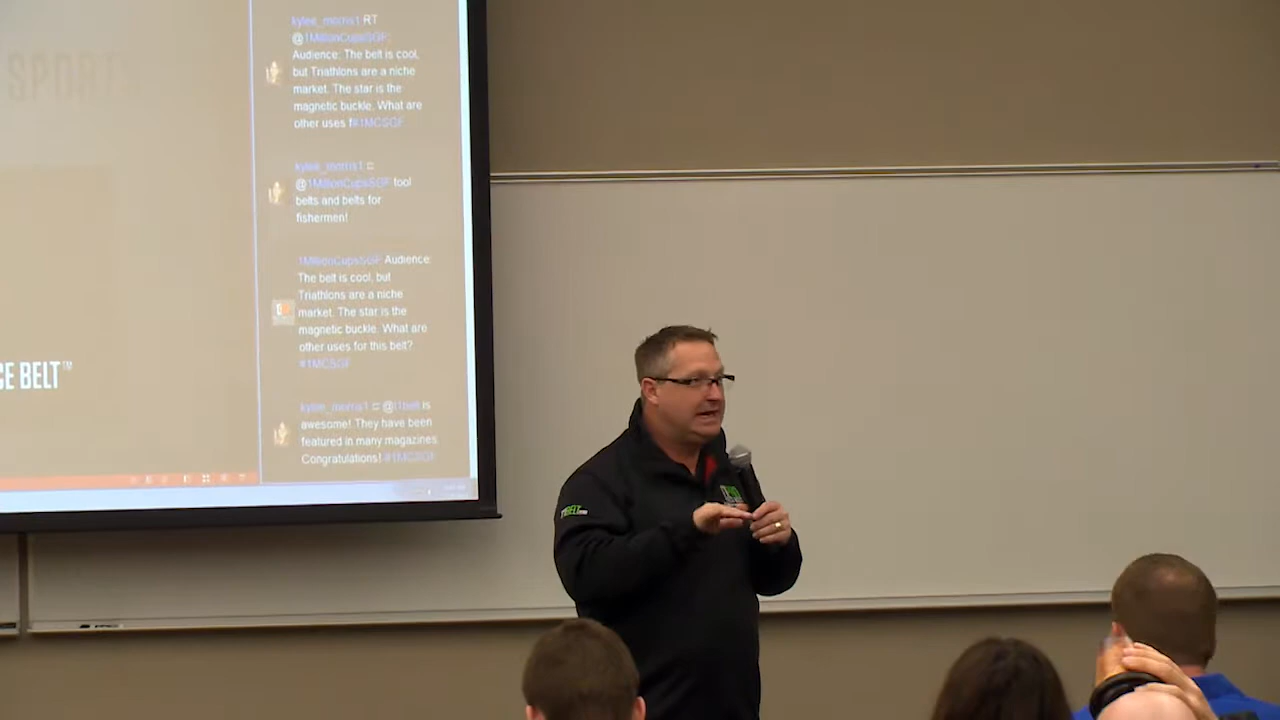 SPORTS
CE BELT™
kylee_morris1 RT
@1MillionCupsSGF:
Audience: The belt is cool,
but Triathlons are a niche
market. The star is the
magnetic buckle. What are
other uses f#1MCSGF
kylee_morris1
@1MillionCupsSGF tool
belts and belts for
fishermen!
1MillionCupsSGF Audience:
The belt is cool, but
Triathlons are a niche
market. The star is the
magnetic buckle. What are
other uses for this belt?
#1MCSGF
kylee_morris1 @t1belt is
awesome! They have been
featured in many magazines
Congratulations! #1MCSGF